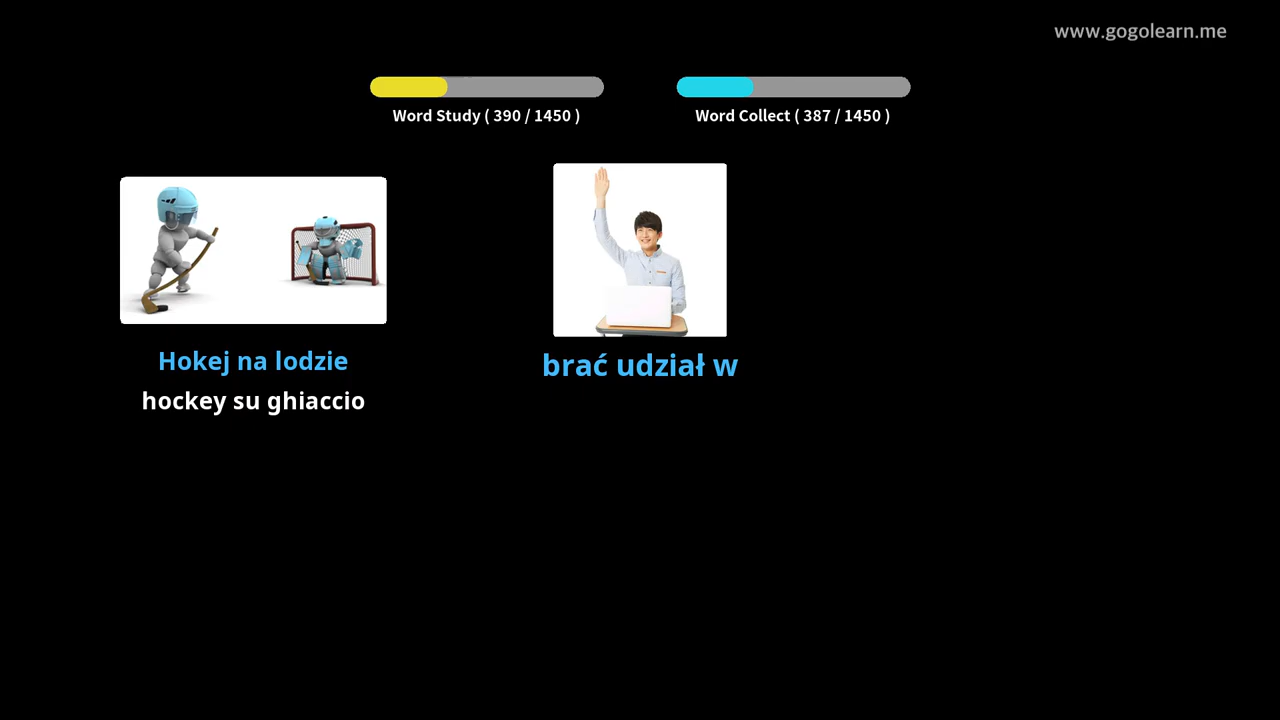 www.gogolearn.me
Word Study ( 390 / 1450 )
Word Collect ( 387 / 1450 )
Hokej na lodzie
hockey su ghiaccio
brać udział w